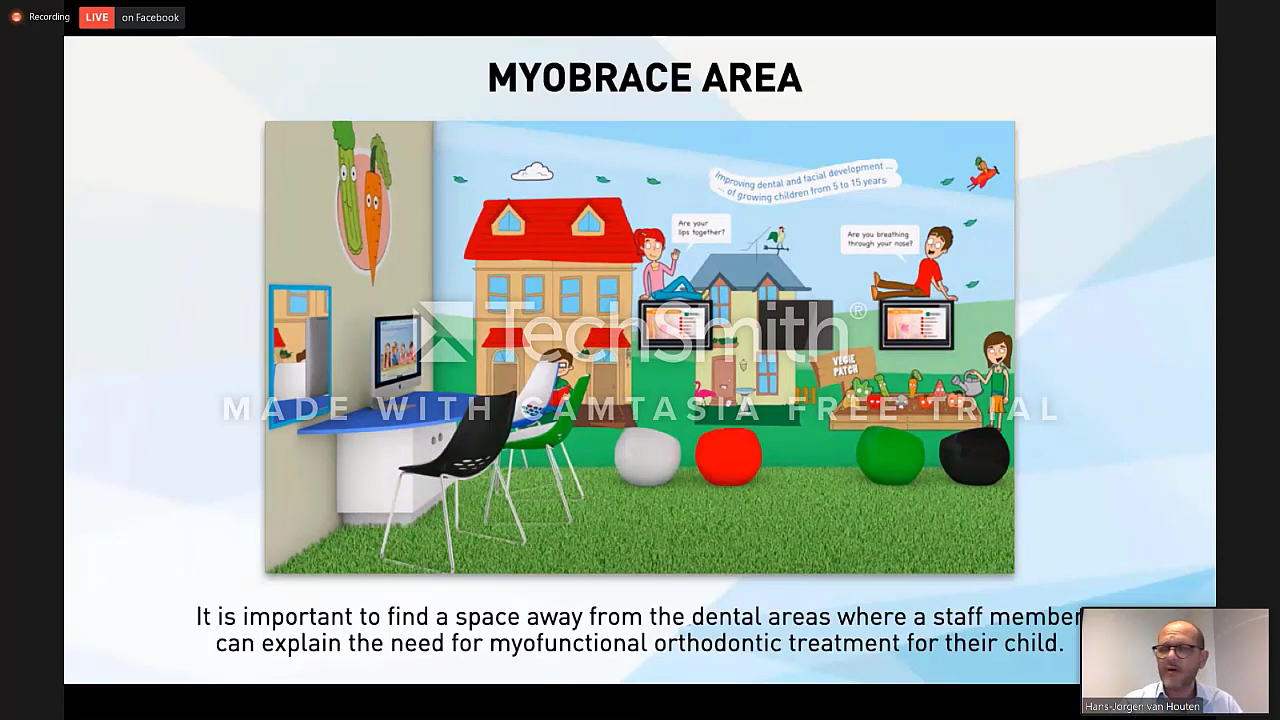 Recording
LIVE on Facebook
MYOBRACE AREA
Improving dental and facial development ...
... of growing children from 5 to 15 years
Are your
lips together?
Are you breathing
through your nose?
TechSmith®
VEGIE
PATCH
MADE WITH CAMTASIA FREE TRIAL
It is important to find a space away from the dental areas where a staff member
can explain the need for myofunctional orthodontic treatment for their child.
Hans-Jorgen van Houten